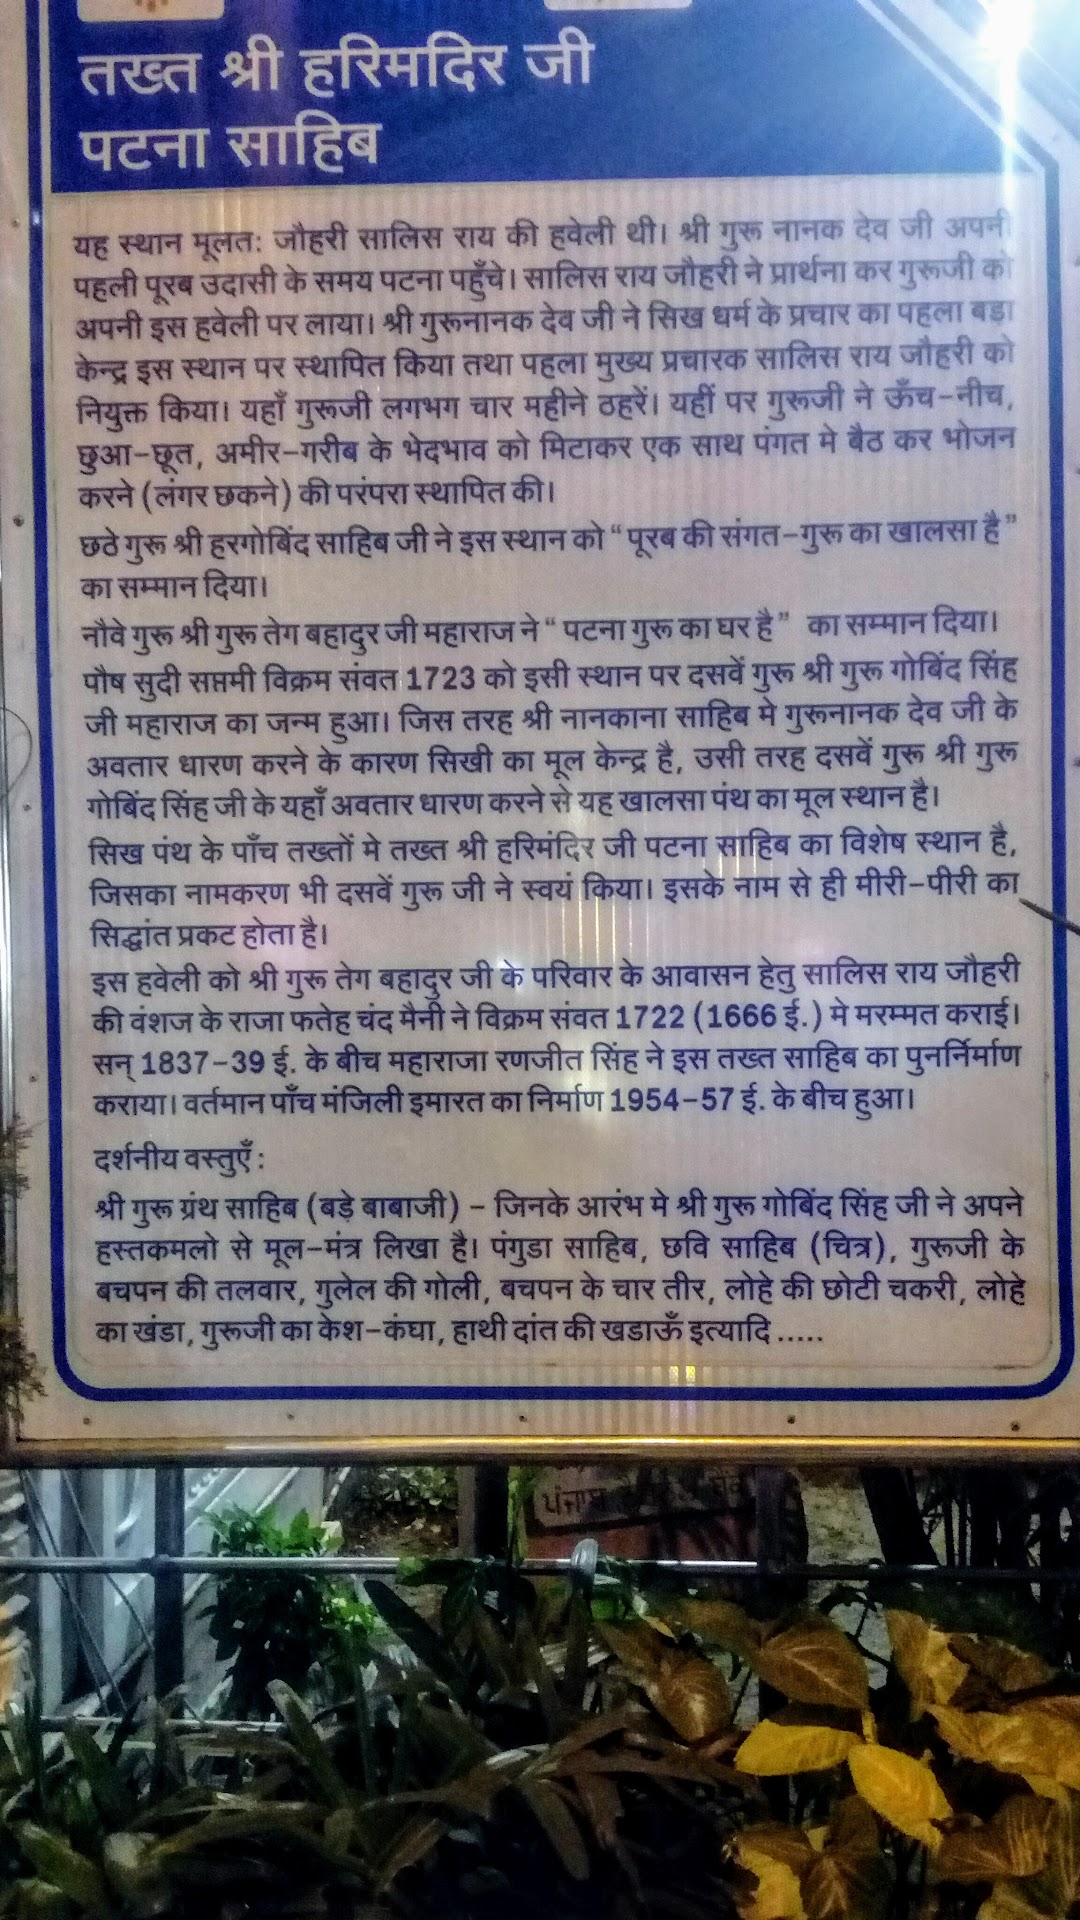 तख्त श्री हरिमदिर जी
पटना साहिब
यह स्थान मूलत: जौहरी सालिस राय की हवेली थी। श्री गुरू नानक देव जी अपनी
पहली पूरब उदासी के समय पटना पहुँचे। सालिस राय जौहरी ने प्रार्थना कर गुरूजी को
अपनी इस हवेली पर लाया। श्री गुरूनानक देव जी ने सिख धर्म के प्रचार का पहला बड़ा
केन्द्र इस स्थान पर स्थापित किया तथा पहला मुख्य प्रचारक सालिस राय जौहरी को
नियुक्त किया। यहाँ गुरूजी लगभग चार महीने ठहरें। यहीं पर गुरूजी ने ऊँच-नीच,
छुआ-छूत, अमीर-गरीब के भेदभाव को मिटाकर एक साथ पंगत मे बैठ कर भोजन
करने (लंगर छकने) की परंपरा स्थापित की।
छठे गुरू श्री हरगोबिंद साहिब जी ने इस स्थान को “पूरब की संगत-गुरू का खालसा है”
का सम्मान दिया।
नौवे गुरू श्री गुरू तेग बहादुर जी महाराज ने “पटना गुरू का घर है” का सम्मान दिया।
पौष सुदी सप्तमी विक्रम संवत 1723 को इसी स्थान पर दसवें गुरू श्री गुरू गोबिंद सिंह
जी महाराज का जन्म हुआ। जिस तरह श्री नानकाना साहिब मे गुरूनानक देव जी के
अवतार धारण करने के कारण सिखी का मूल केन्द्र है, उसी तरह दसवें गुरू श्री गुरू
गोबिंद सिंह जी के यहाँ अवतार धारण करने से यह खालसा पंथ का मूल स्थान है।
सिख पंथ के पाँच तख्तों मे तख्त श्री हरिमंदिर जी पटना साहिब का विशेष स्थान है,
जिसका नामकरण भी दसवें गुरू जी ने स्वयं किया। इसके नाम से ही मीरी-पीरी का
सिद्धांत प्रकट होता है।
इस हवेली को श्री गुरू तेग बहादुर जी के परिवार के आवासन हेतु सालिस राय जौहरी
की वंशज के राजा फतेह चंद मैनी ने विक्रम संवत 1722 (1666 ई.) मे मरम्मत कराई।
सन् 1837-39 ई. के बीच महाराजा रणजीत सिंह ने इस तख्त साहिब का पुनर्निर्माण
कराया। वर्तमान पाँच मंजिली इमारत का निर्माण 1954-57 ई. के बीच हुआ।
दर्शनीय वस्तुएँ :
श्री गुरू ग्रंथ साहिब (बड़े बाबाजी) - जिनके आरंभ मे श्री गुरू गोबिंद सिंह जी ने अपने
हस्तकमलो से मूल-मंत्र लिखा है। पंगुडा साहिब, छवि साहिब (चित्र), गुरूजी के
बचपन की तलवार, गुलेल की गोली, बचपन के चार तीर, लोहे की छोटी चकरी, लोहे
का खंडा, गुरूजी का केश-कंघा, हाथी दांत की खडाऊँ इत्यादि .....
ਪੰਜਾਬ